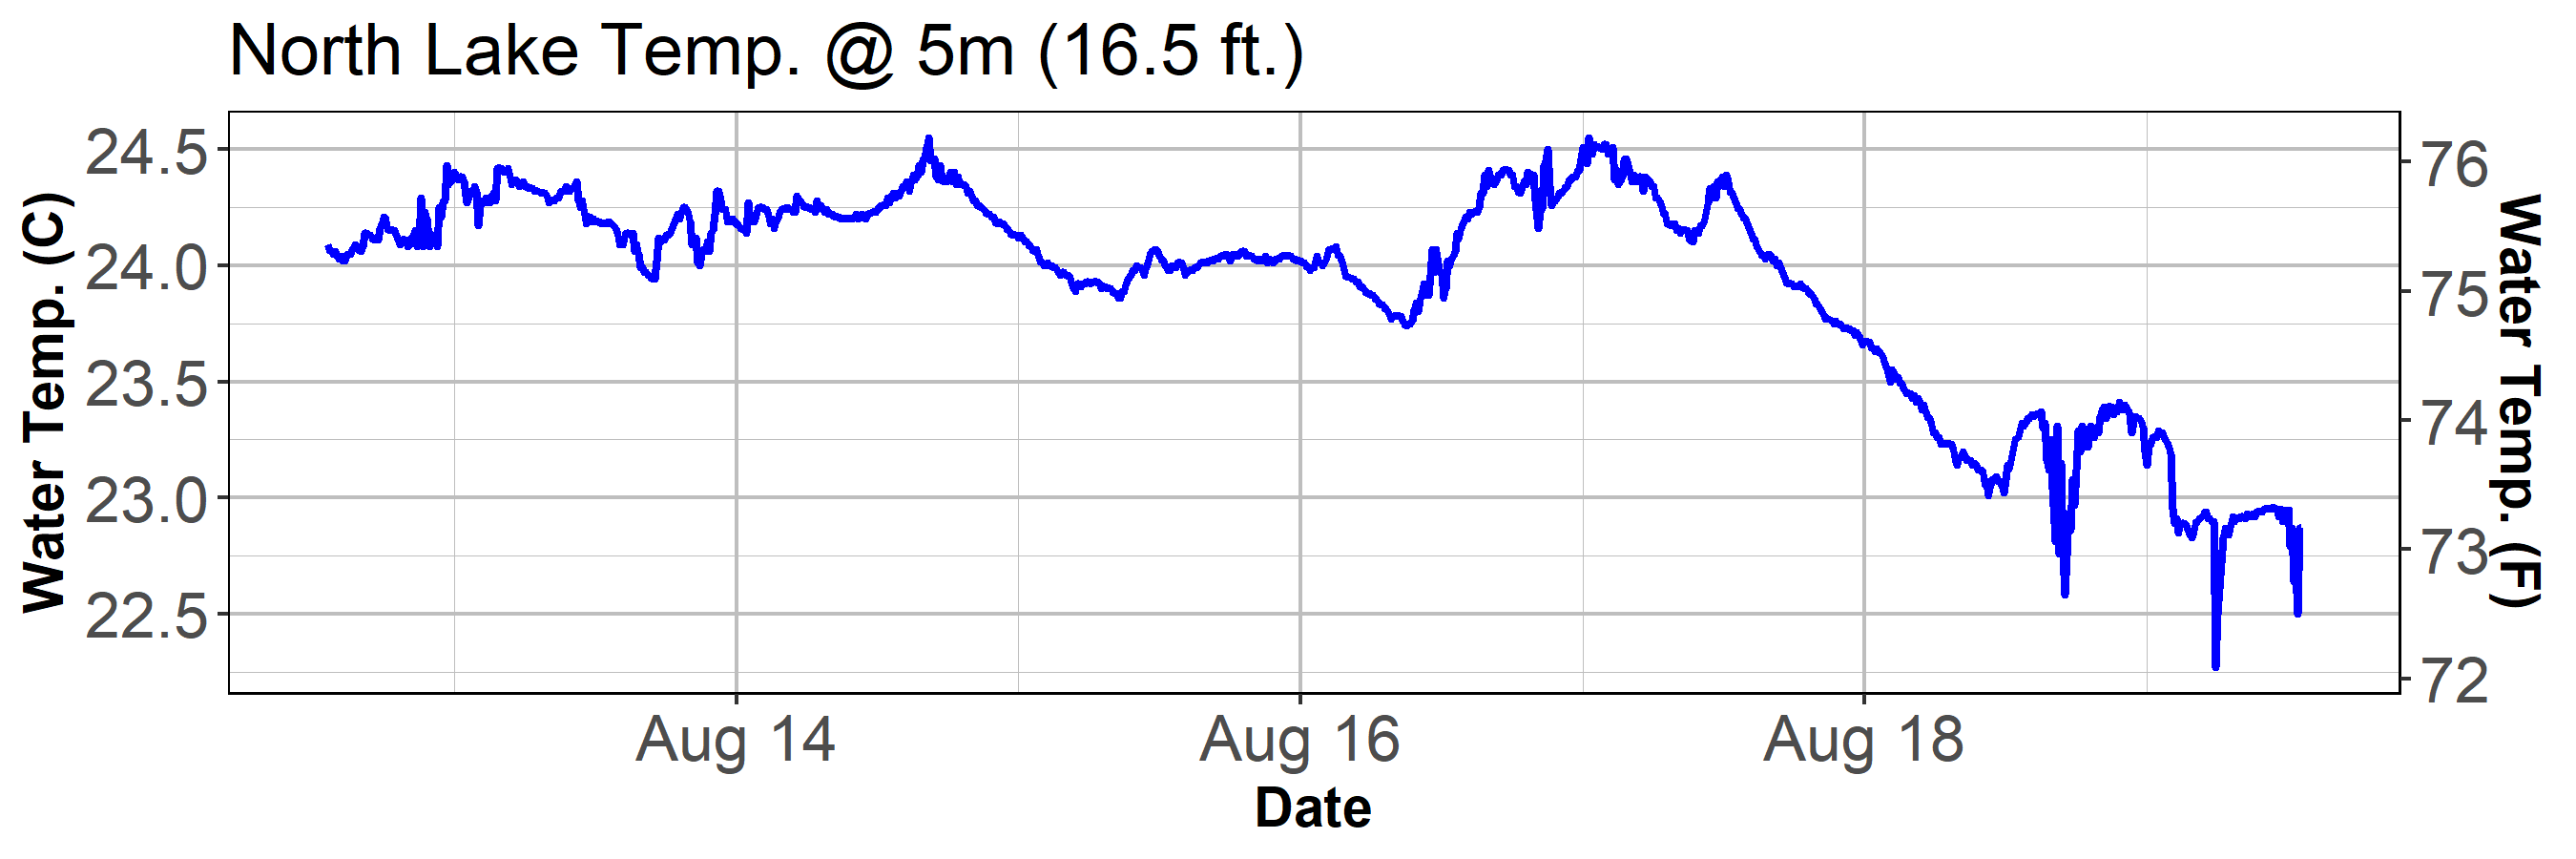 North Lake Temp. @ 5m (16.5 ft.)
Water Temp. (C)
24.5
24.0
23.5
23.0
22.5
76
75
74
73
72
Water Temp. (F)
Aug 14
Aug 16
Aug 18
Date